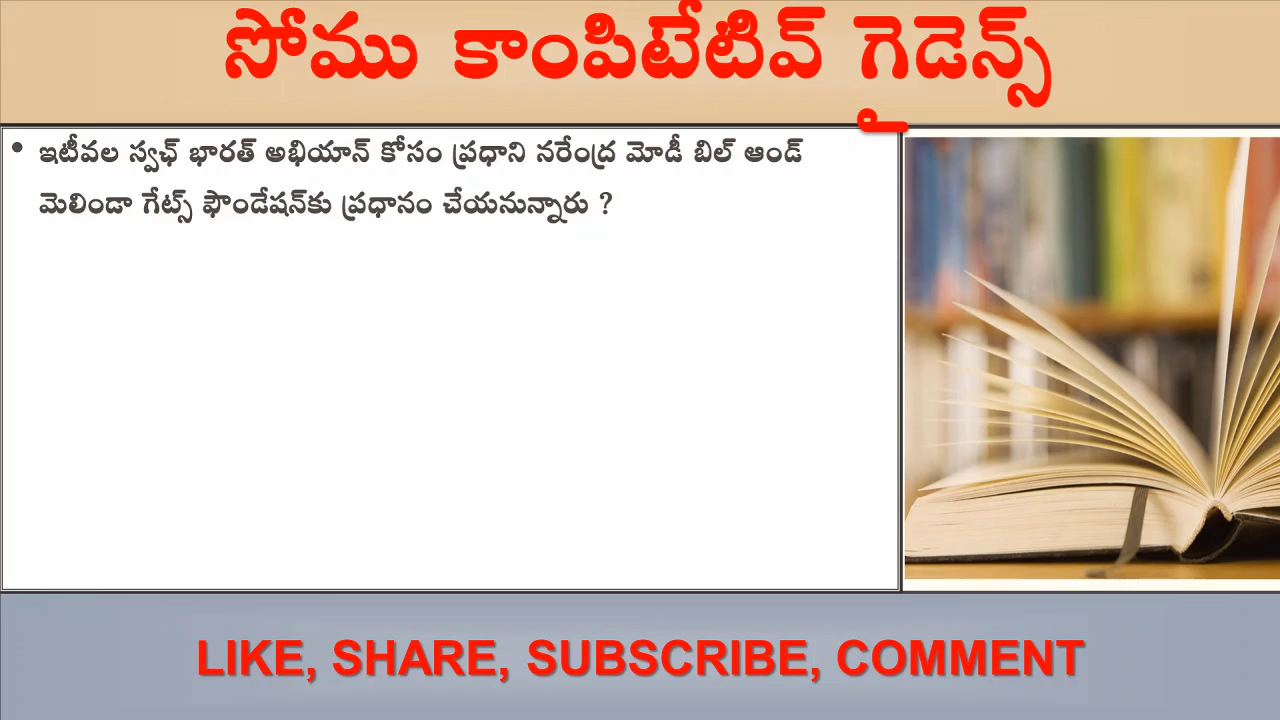 సోము కాంపిటేటివ్ గైడెన్స్
• ఇటీవల స్వఛ్ భారత్ అభియాన్ కోసం ప్రధాని నరేంద్ర మోడీ బిల్ ఆండ్
మెలిండా గేట్స్ ఫౌండేషన్‌కు ప్రధానం చేయనున్నారు ?
LIKE, SHARE, SUBSCRIBE, COMMENT